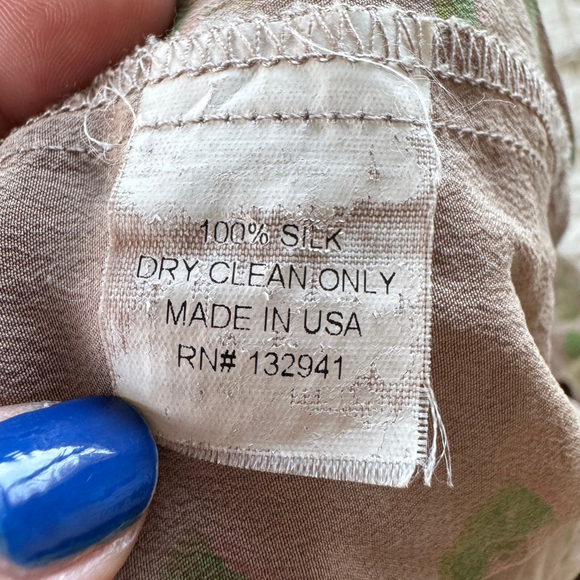 100% SILK
DRY CLEAN ONLY
MADE IN USA
RN# 132941